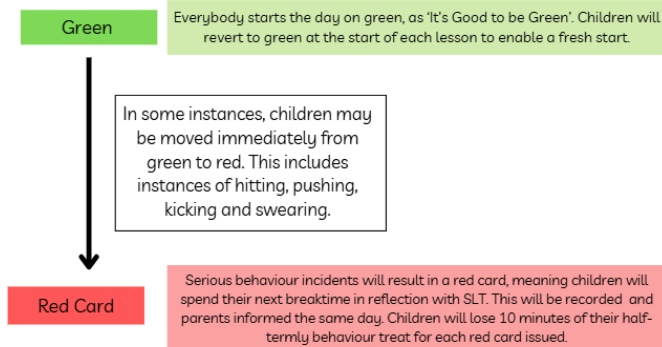 Green
Everybody starts the day on green, as ‘It’s Good to be Green’. Children will
revert to green at the start of each lesson to enable a fresh start.
In some instances, children may
be moved immediately from
green to red. This includes
instances of hitting, pushing,
kicking and swearing.
Red Card
Serious behaviour incidents will result in a red card, meaning children will
spend their next breaktime in reflection with SLT. This will be recorded and
parents informed the same day. Children will lose 10 minutes of their half-
termly behaviour treat for each red card issued.